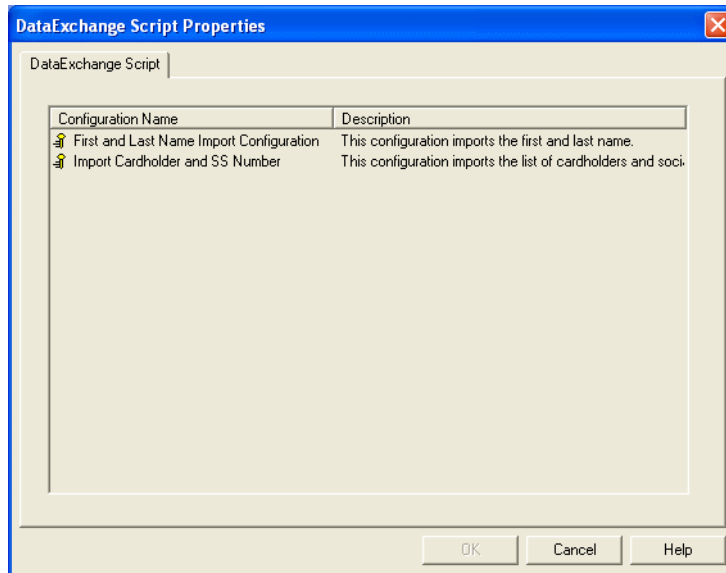 DataExchange Script Properties
DataExchange Script
Configuration Name Description
First and Last Name Import Configuration This configuration imports the first and last name.
Import Cardholder and SS Number This configuration imports the list of cardholders and soci
OK Cancel Help